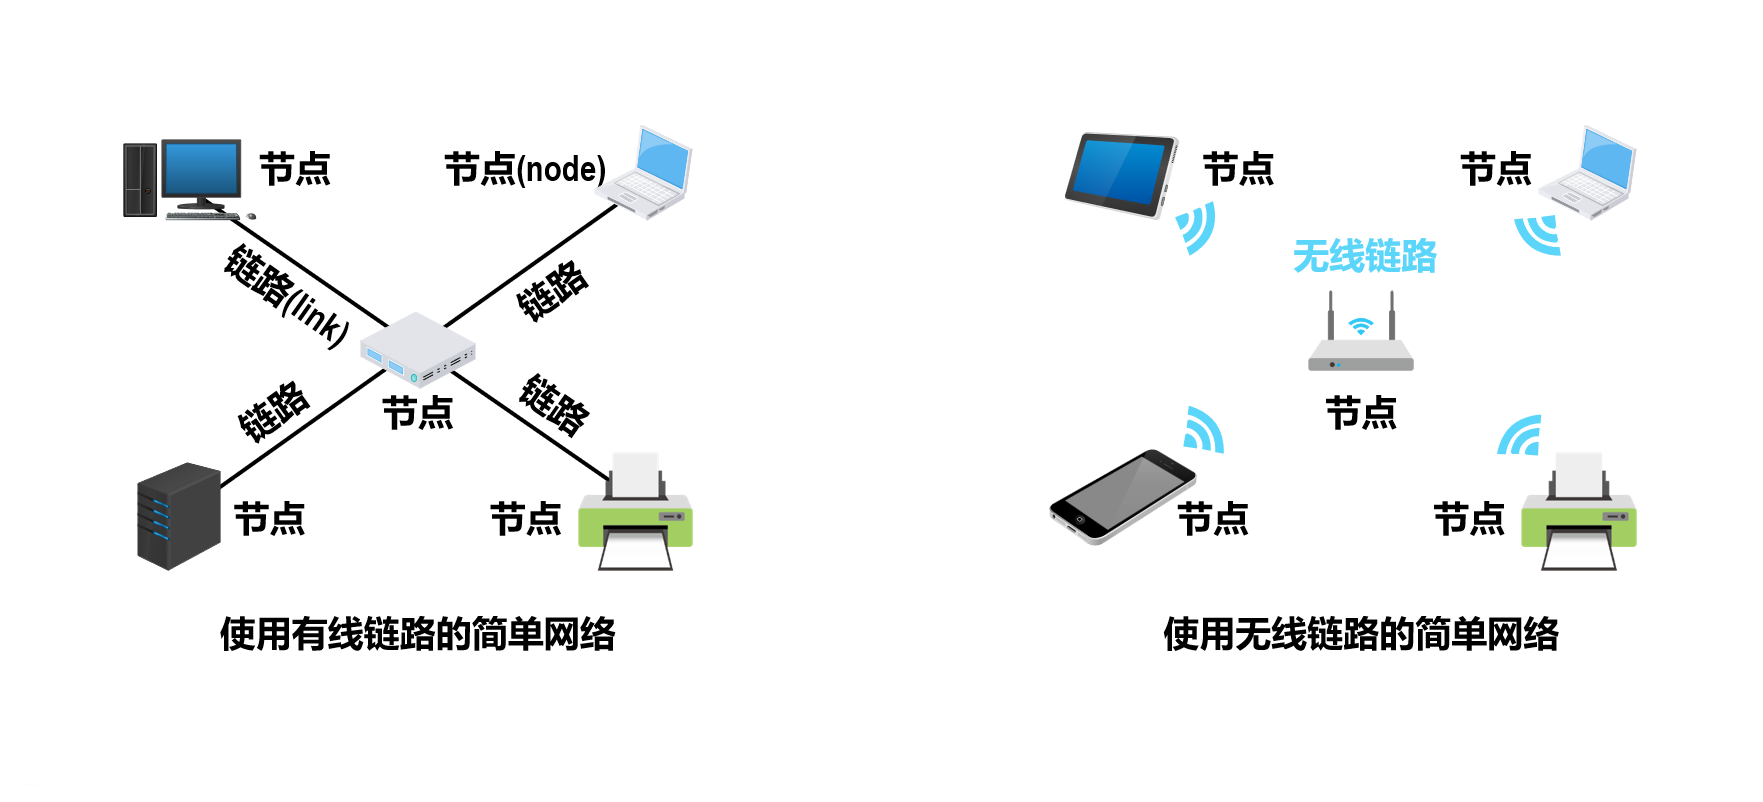 节点
节点(node)
链路(link)
链路
节点
链路
链路
节点
节点
使用有线链路的简单网络
节点
节点
无线链路
节点
节点
节点
使用无线链路的简单网络